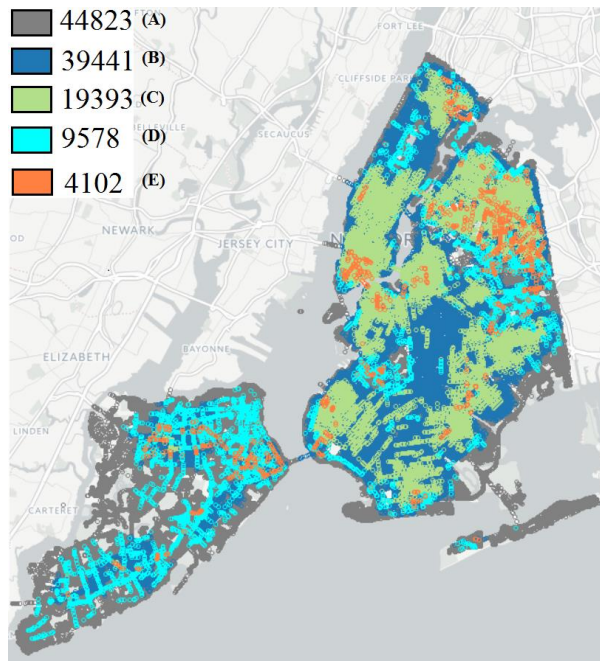 44823 (A)
39441 (B)
19393 (C)
9578 (D)
4102 (E)
FORT LEE
CLIFFSIDE PARK
SECAUCUS
NEWARK
JERSEY CITY
ELIZABETH
BAYONNE
LINDEN
CARTERET